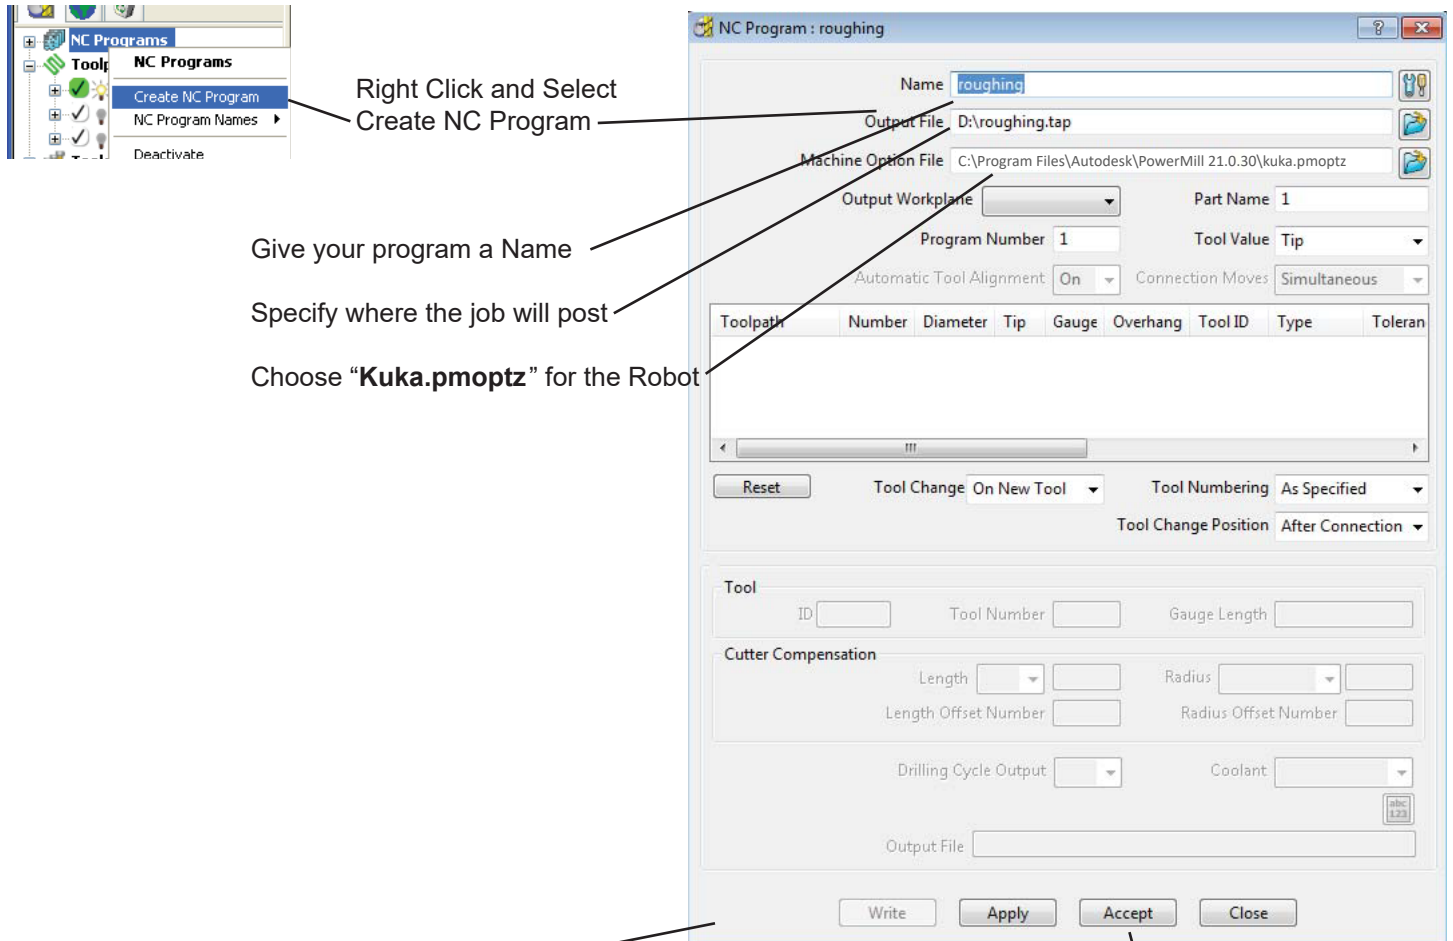 NC Programs
Toolp
NC Programs
Create NC Program
NC Program Names
Deactivate
Right Click and Select
Create NC Program
Give your program a Name
Specify where the job will post
Choose “Kuka.pmoptz” for the Robot
NC Program : roughing
Name roughing
Output File D:\roughing.tap
Machine Option File C:\Program Files\Autodesk\PowerMill 21.0.30\kuka.pmoptz
Output Workplane Part Name 1
Program Number 1 Tool Value Tip
Automatic Tool Alignment On Connection Moves Simultaneous
Toolpath Number Diameter Tip Gauge Overhang Tool ID Type Toleran
Reset Tool Change On New Tool Tool Numbering As Specified
Tool Change Position After Connection
Tool
ID Tool Number Gauge Length
Cutter Compensation
Length Radius
Length Offset Number Radius Offset Number
Drilling Cycle Output Coolant
abc
123
Output File
Write Apply Accept Close